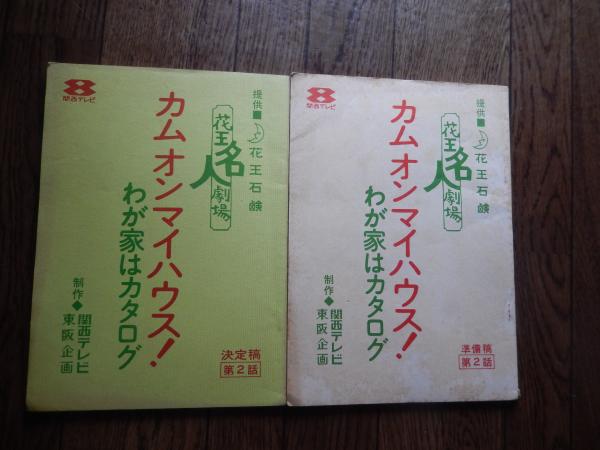 関西テレビ
提供■花王石鹸
花王名人劇場
カムオンマイハウス!
わが家はカタログ
制作◆関西テレビ
東阪企画
決定稿
第2話
関西テレビ
提供■花王石鹸
花王名人劇場
カムオンマイハウス!
わが家はカタログ
制作◆関西テレビ
東阪企画
準備稿
第2話